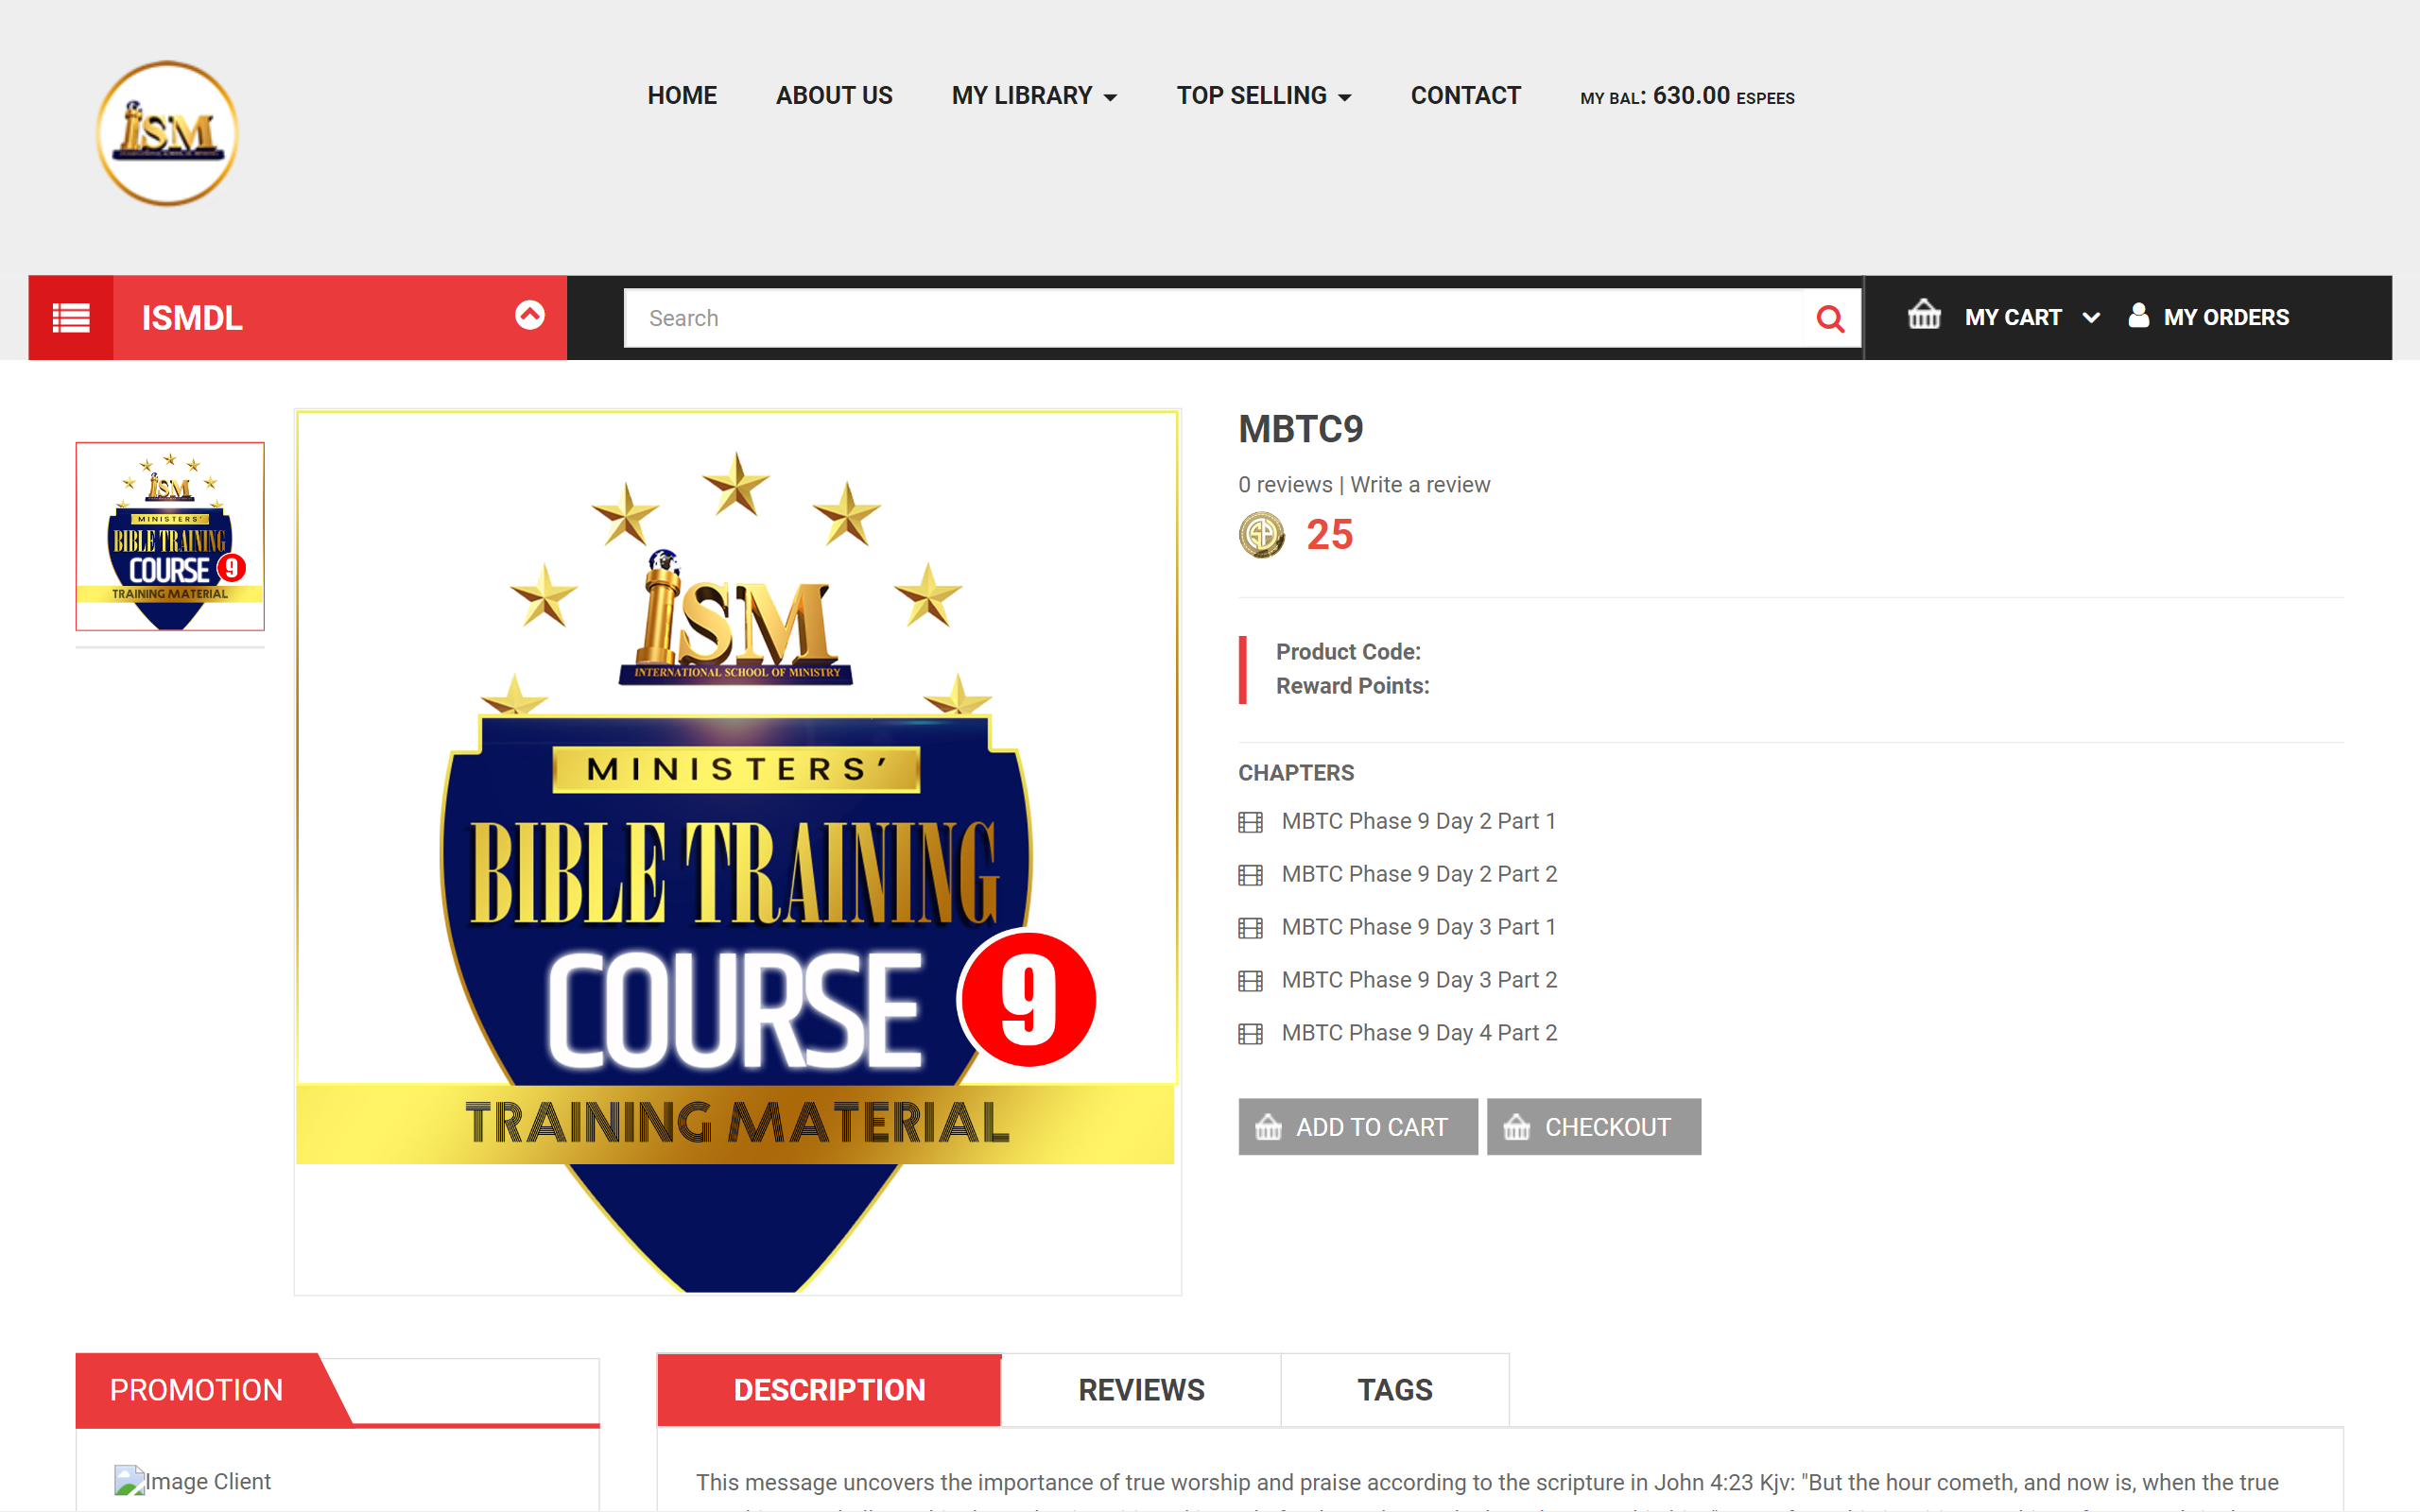 ISM
HOME
ABOUT US
MY LIBRARY
TOP SELLING
CONTACT
MY BAL: 630.00 ESPEES
ISMDL
Search
MY CART
MY ORDERS
ISM
MINISTERS'
BIBLE TRAINING
COURSE 9
TRAINING MATERIAL
ISM
INTERNATIONAL SCHOOL OF MINISTRY
MINISTERS'
BIBLE TRAINING
COURSE
9
TRAINING MATERIAL
MBTC9
0 reviews | Write a review
25
Product Code:
Reward Points:
CHAPTERS
MBTC Phase 9 Day 2 Part 1
MBTC Phase 9 Day 2 Part 2
MBTC Phase 9 Day 3 Part 1
MBTC Phase 9 Day 3 Part 2
MBTC Phase 9 Day 4 Part 2
ADD TO CART
CHECKOUT
PROMOTION
Image Client
DESCRIPTION
REVIEWS
TAGS
This message uncovers the importance of true worship and praise according to the scripture in John 4:23 Kjv: "But the hour cometh, and now is, when the true